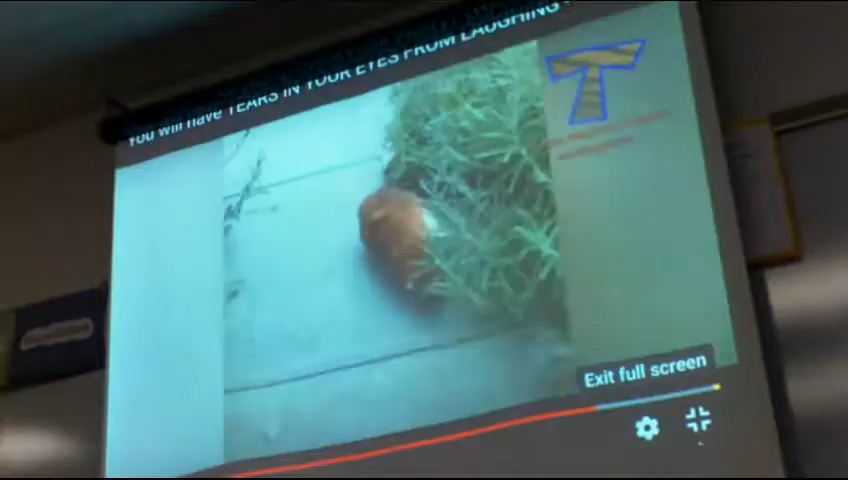 You will have TEARS IN YOUR EYES FROM LAUGHING
T
Exit full screen